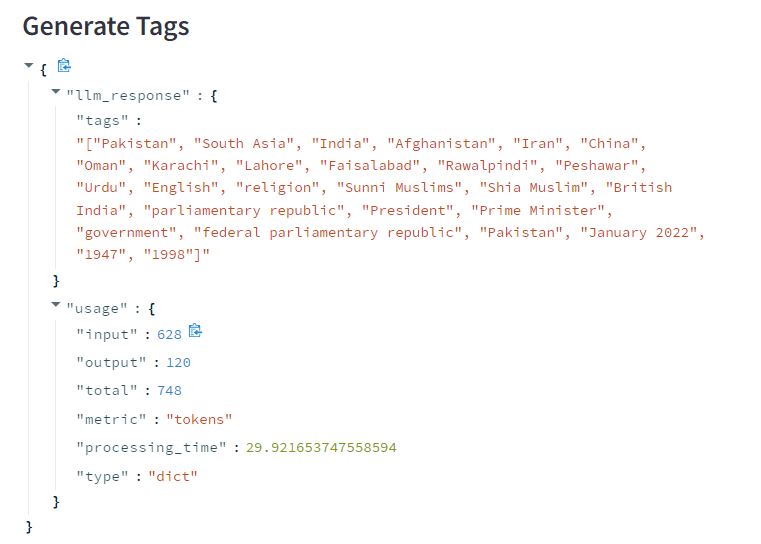 Generate Tags
{
"llm_response" : {
"tags" :
"["Pakistan", "South Asia", "India", "Afghanistan", "Iran", "China",
"Oman", "Karachi", "Lahore", "Faisalabad", "Rawalpindi", "Peshawar",
"Urdu", "English", "religion", "Sunni Muslims", "Shia Muslim", "British
India", "parliamentary republic", "President", "Prime Minister",
"government", "federal parliamentary republic", "Pakistan", "January 2022",
"1947", "1998"]"
}
"usage" : {
"input" : 628
"output" : 120
"total" : 748
"metric" : "tokens"
"processing_time" : 29.921653747558594
"type" : "dict"
}
}